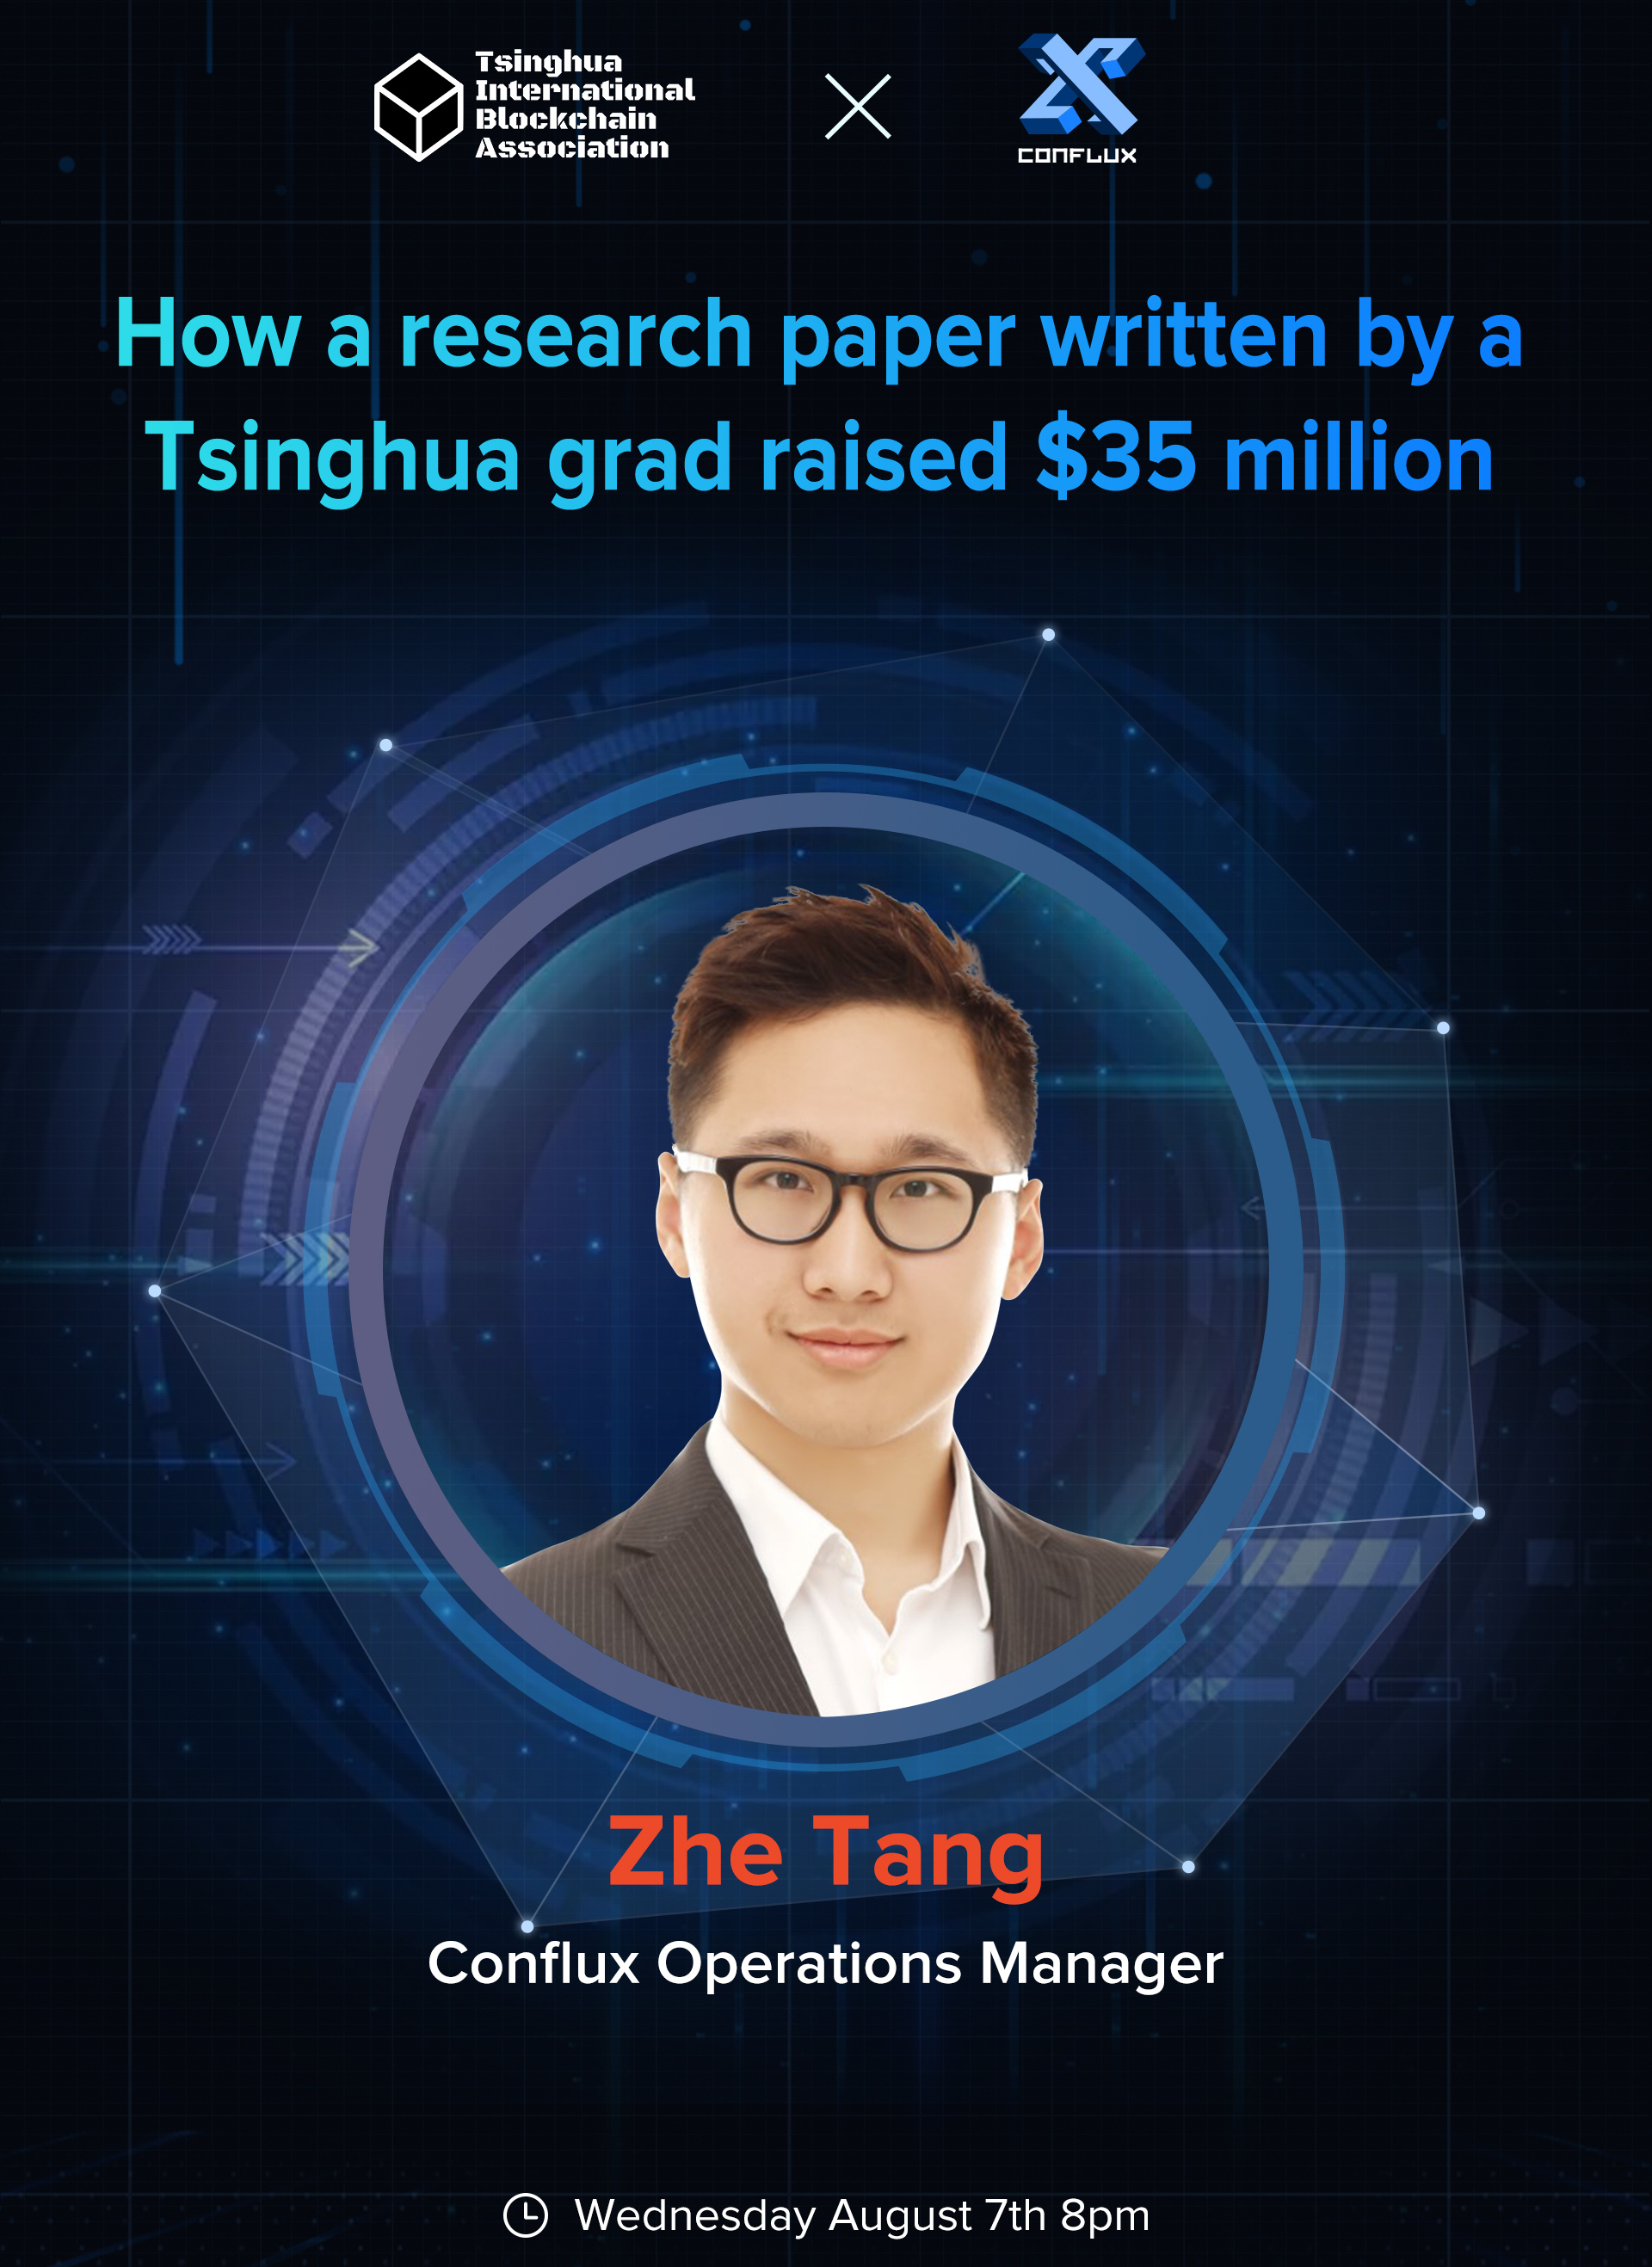 Tsinghua
International
Blockchain
Association
CONFLUX
How a research paper written by a
Tsinghua grad raised $35 million
Zhe Tang
Conflux Operations Manager
Wednesday August 7th 8pm